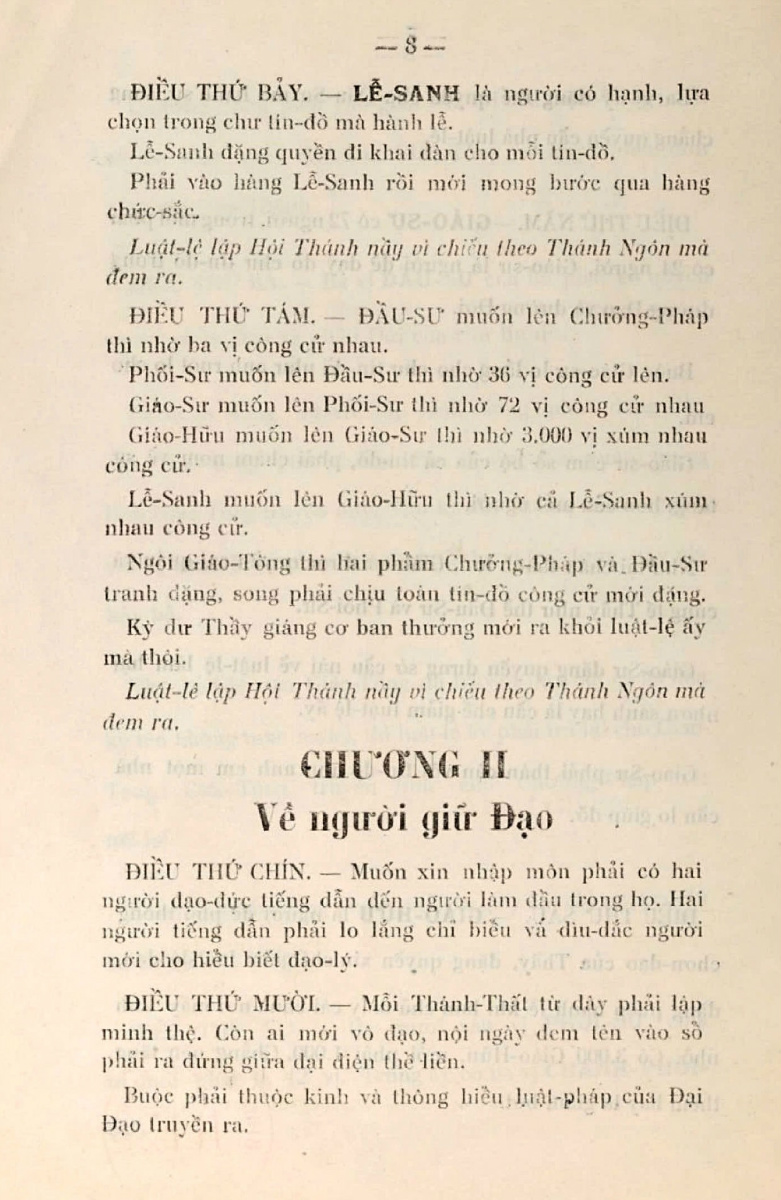 — 8 —
ĐIỀU THỨ BẢY. — LỄ-SANH là người có hạnh, lựa
chọn trong chư tín-đồ mà hành lễ.
Lễ-Sanh đặng quyền đi khai đàn cho mỗi tín-đồ.
Phải vào hàng Lễ-Sanh rồi mới mong bước qua hàng
chức-sắc.
Luật-lệ lập Hội Thánh nầy vì chiếu theo Thánh Ngôn mà
đem ra.
ĐIỀU THỨ TÁM. — ĐẦU-SƯ muốn lên Chưởng-Pháp
thì nhờ ba vị công cử nhau.
Phối-Sư muốn lên Đầu-Sư thì nhờ 36 vị công cử lên.
Giáo-Sư muốn lên Phối-Sư thì nhờ 72 vị công cử nhau
Giáo-Hữu muốn lên Giáo-Sư thì nhờ 3.000 vị xúm nhau
công cử.
Lễ-Sanh muốn lên Giáo-Hữu thì nhờ cả Lễ-Sanh xúm
nhau công cử.
Ngôi Giáo-Tông thì hai phẩm Chưởng-Pháp và Đầu-Sư
tranh đặng, song phải chịu toàn tín-đồ công cử mới đặng.
Kỳ dư Thầy giáng cơ ban thưởng mới ra khỏi luật-lệ ấy
mà thôi.
Luật-lê lập Hội Thánh nầy vì chiếu theo Thánh Ngôn mà
đem ra.
CHƯƠNG II
Về người giữ Đạo
ĐIỀU THỨ CHÍN. — Muốn xin nhập môn phải có hai
người đạo-đức tiếng dẫn đến người làm đầu trong họ. Hai
người tiếng dẫn phải lo lắng chỉ biểu và dìu-dắc người
mới cho hiểu biết đạo-lý.
ĐIỀU THỨ MƯỜI. — Mỗi Thánh-Thất từ đây phải lập
minh thệ. Còn ai mới vô đạo, nội ngày đem tên vào sổ
phải ra đứng giữa đại điện thề liền.
Buộc phải thuộc kinh và thông hiểu luật-pháp của Đại
Đạo truyền ra.